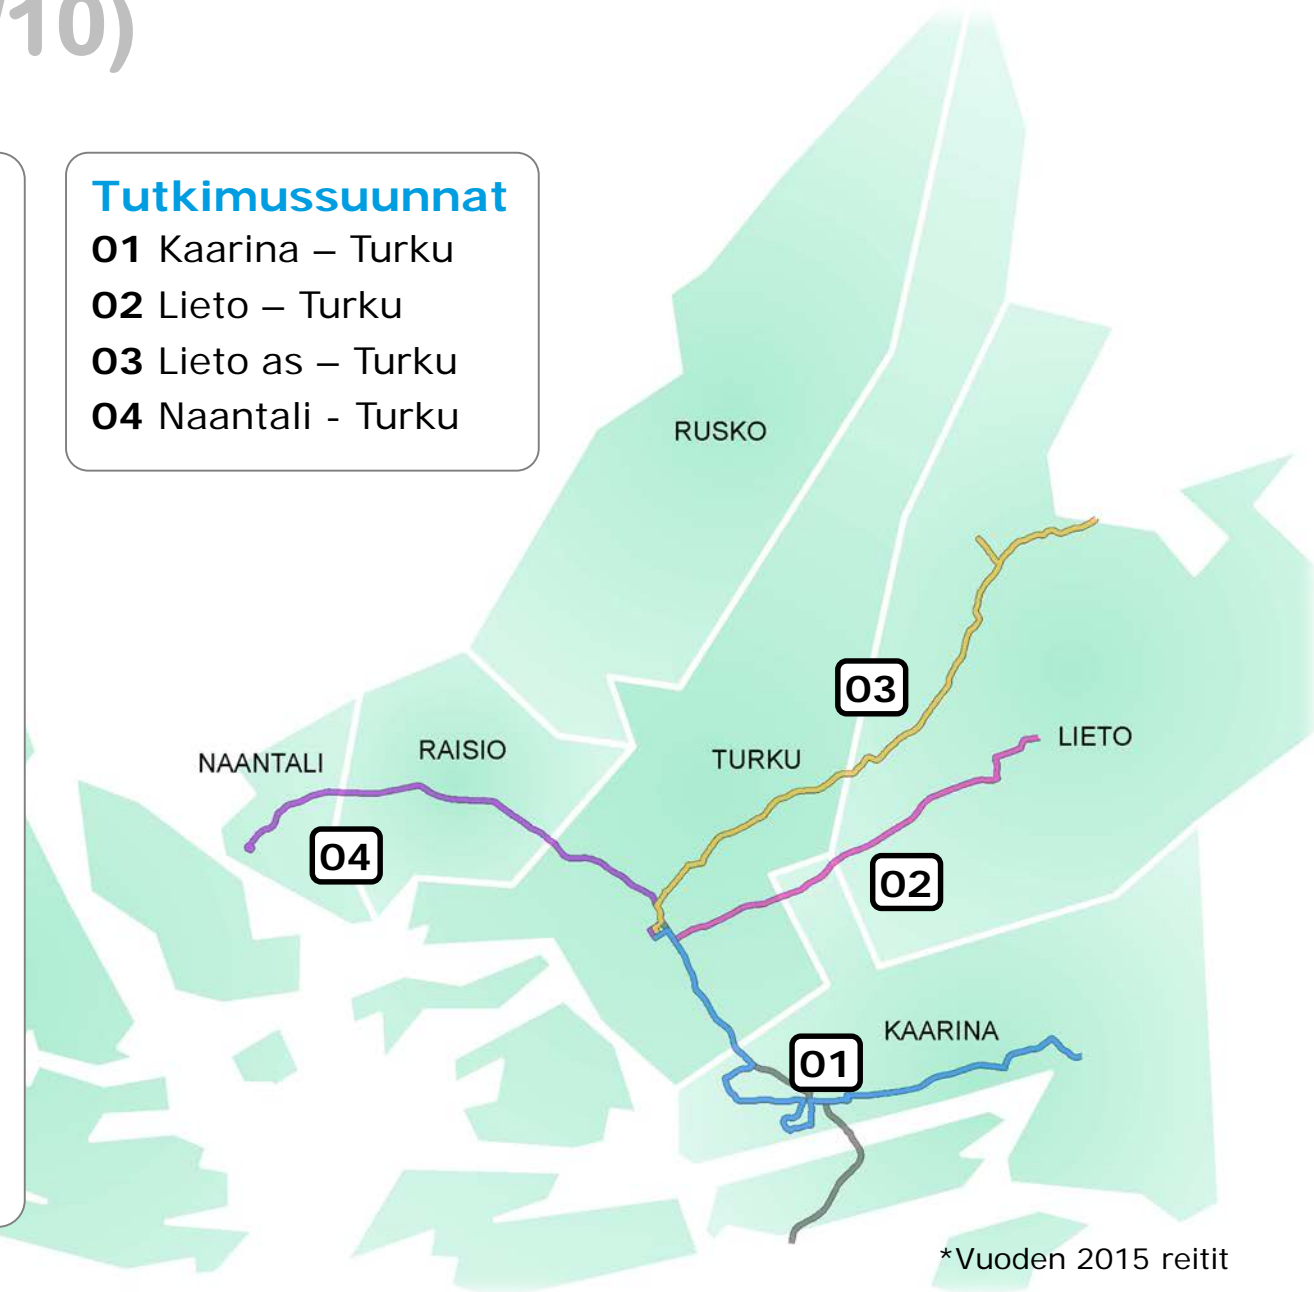 /10)
Tutkimussuunnat
01 Kaarina – Turku
02 Lieto – Turku
03 Lieto as – Turku
04 Naantali - Turku
RUSKO
03
LIETO
NAANTALI
RAISIO
TURKU
04
02
KAARINA
01
*Vuoden 2015 reitit